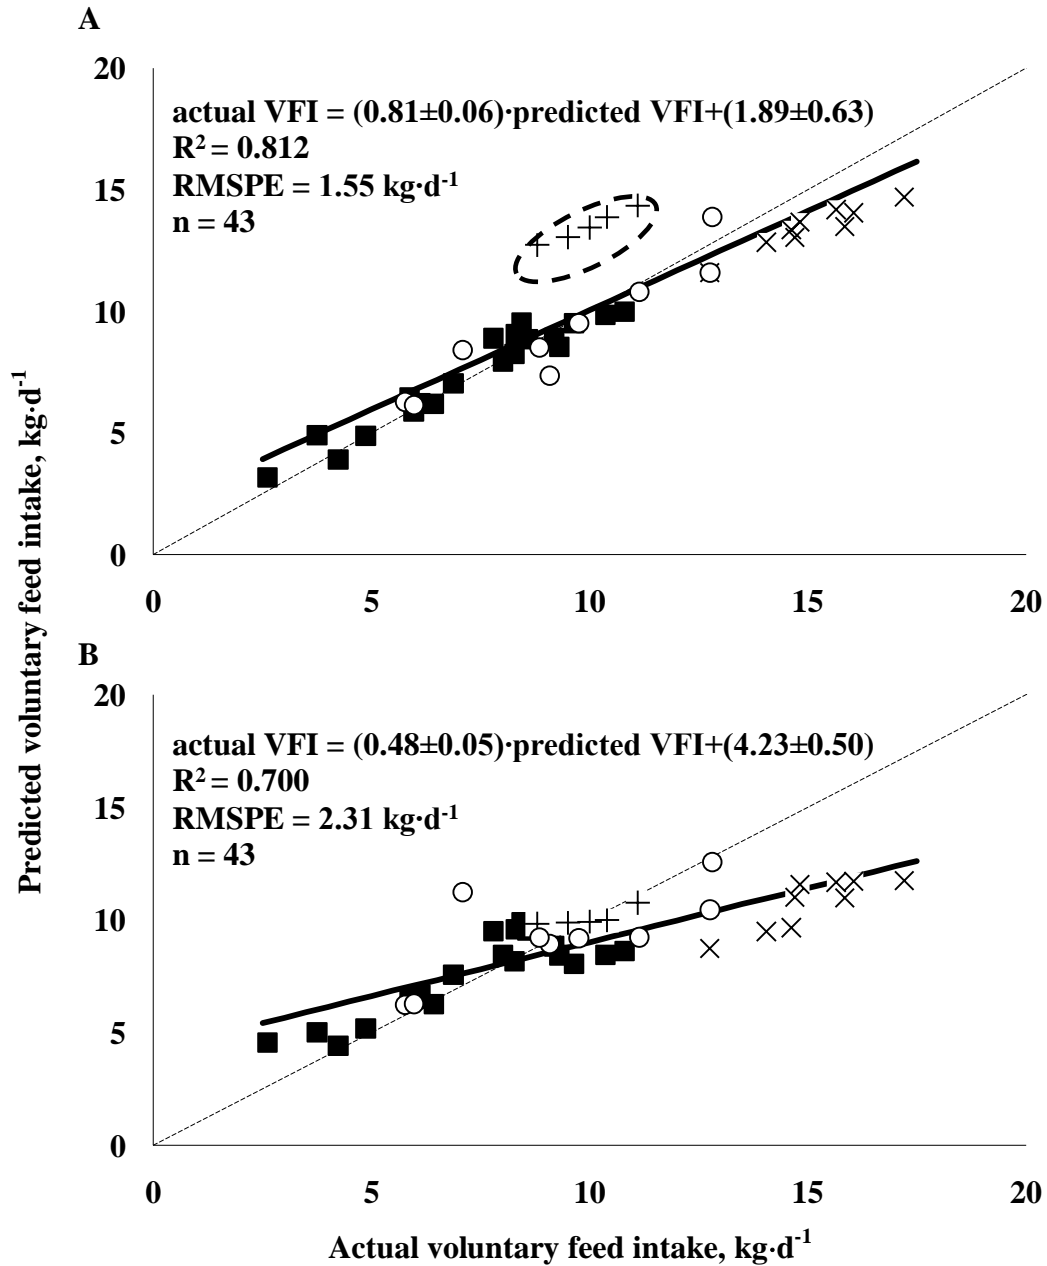 A
20
actual VFI = (0.81±0.06)·predicted VFI+(1.89±0.63)
R² = 0.812
RMSPE = 1.55 kg·d⁻¹
n = 43
15
10
5
0
0 5 10 15 20
Predicted voluntary feed intake, kg·d⁻¹
B
20
actual VFI = (0.48±0.05)·predicted VFI+(4.23±0.50)
R² = 0.700
RMSPE = 2.31 kg·d⁻¹
n = 43
15
10
5
0
0 5 10 15 20
Actual voluntary feed intake, kg·d⁻¹